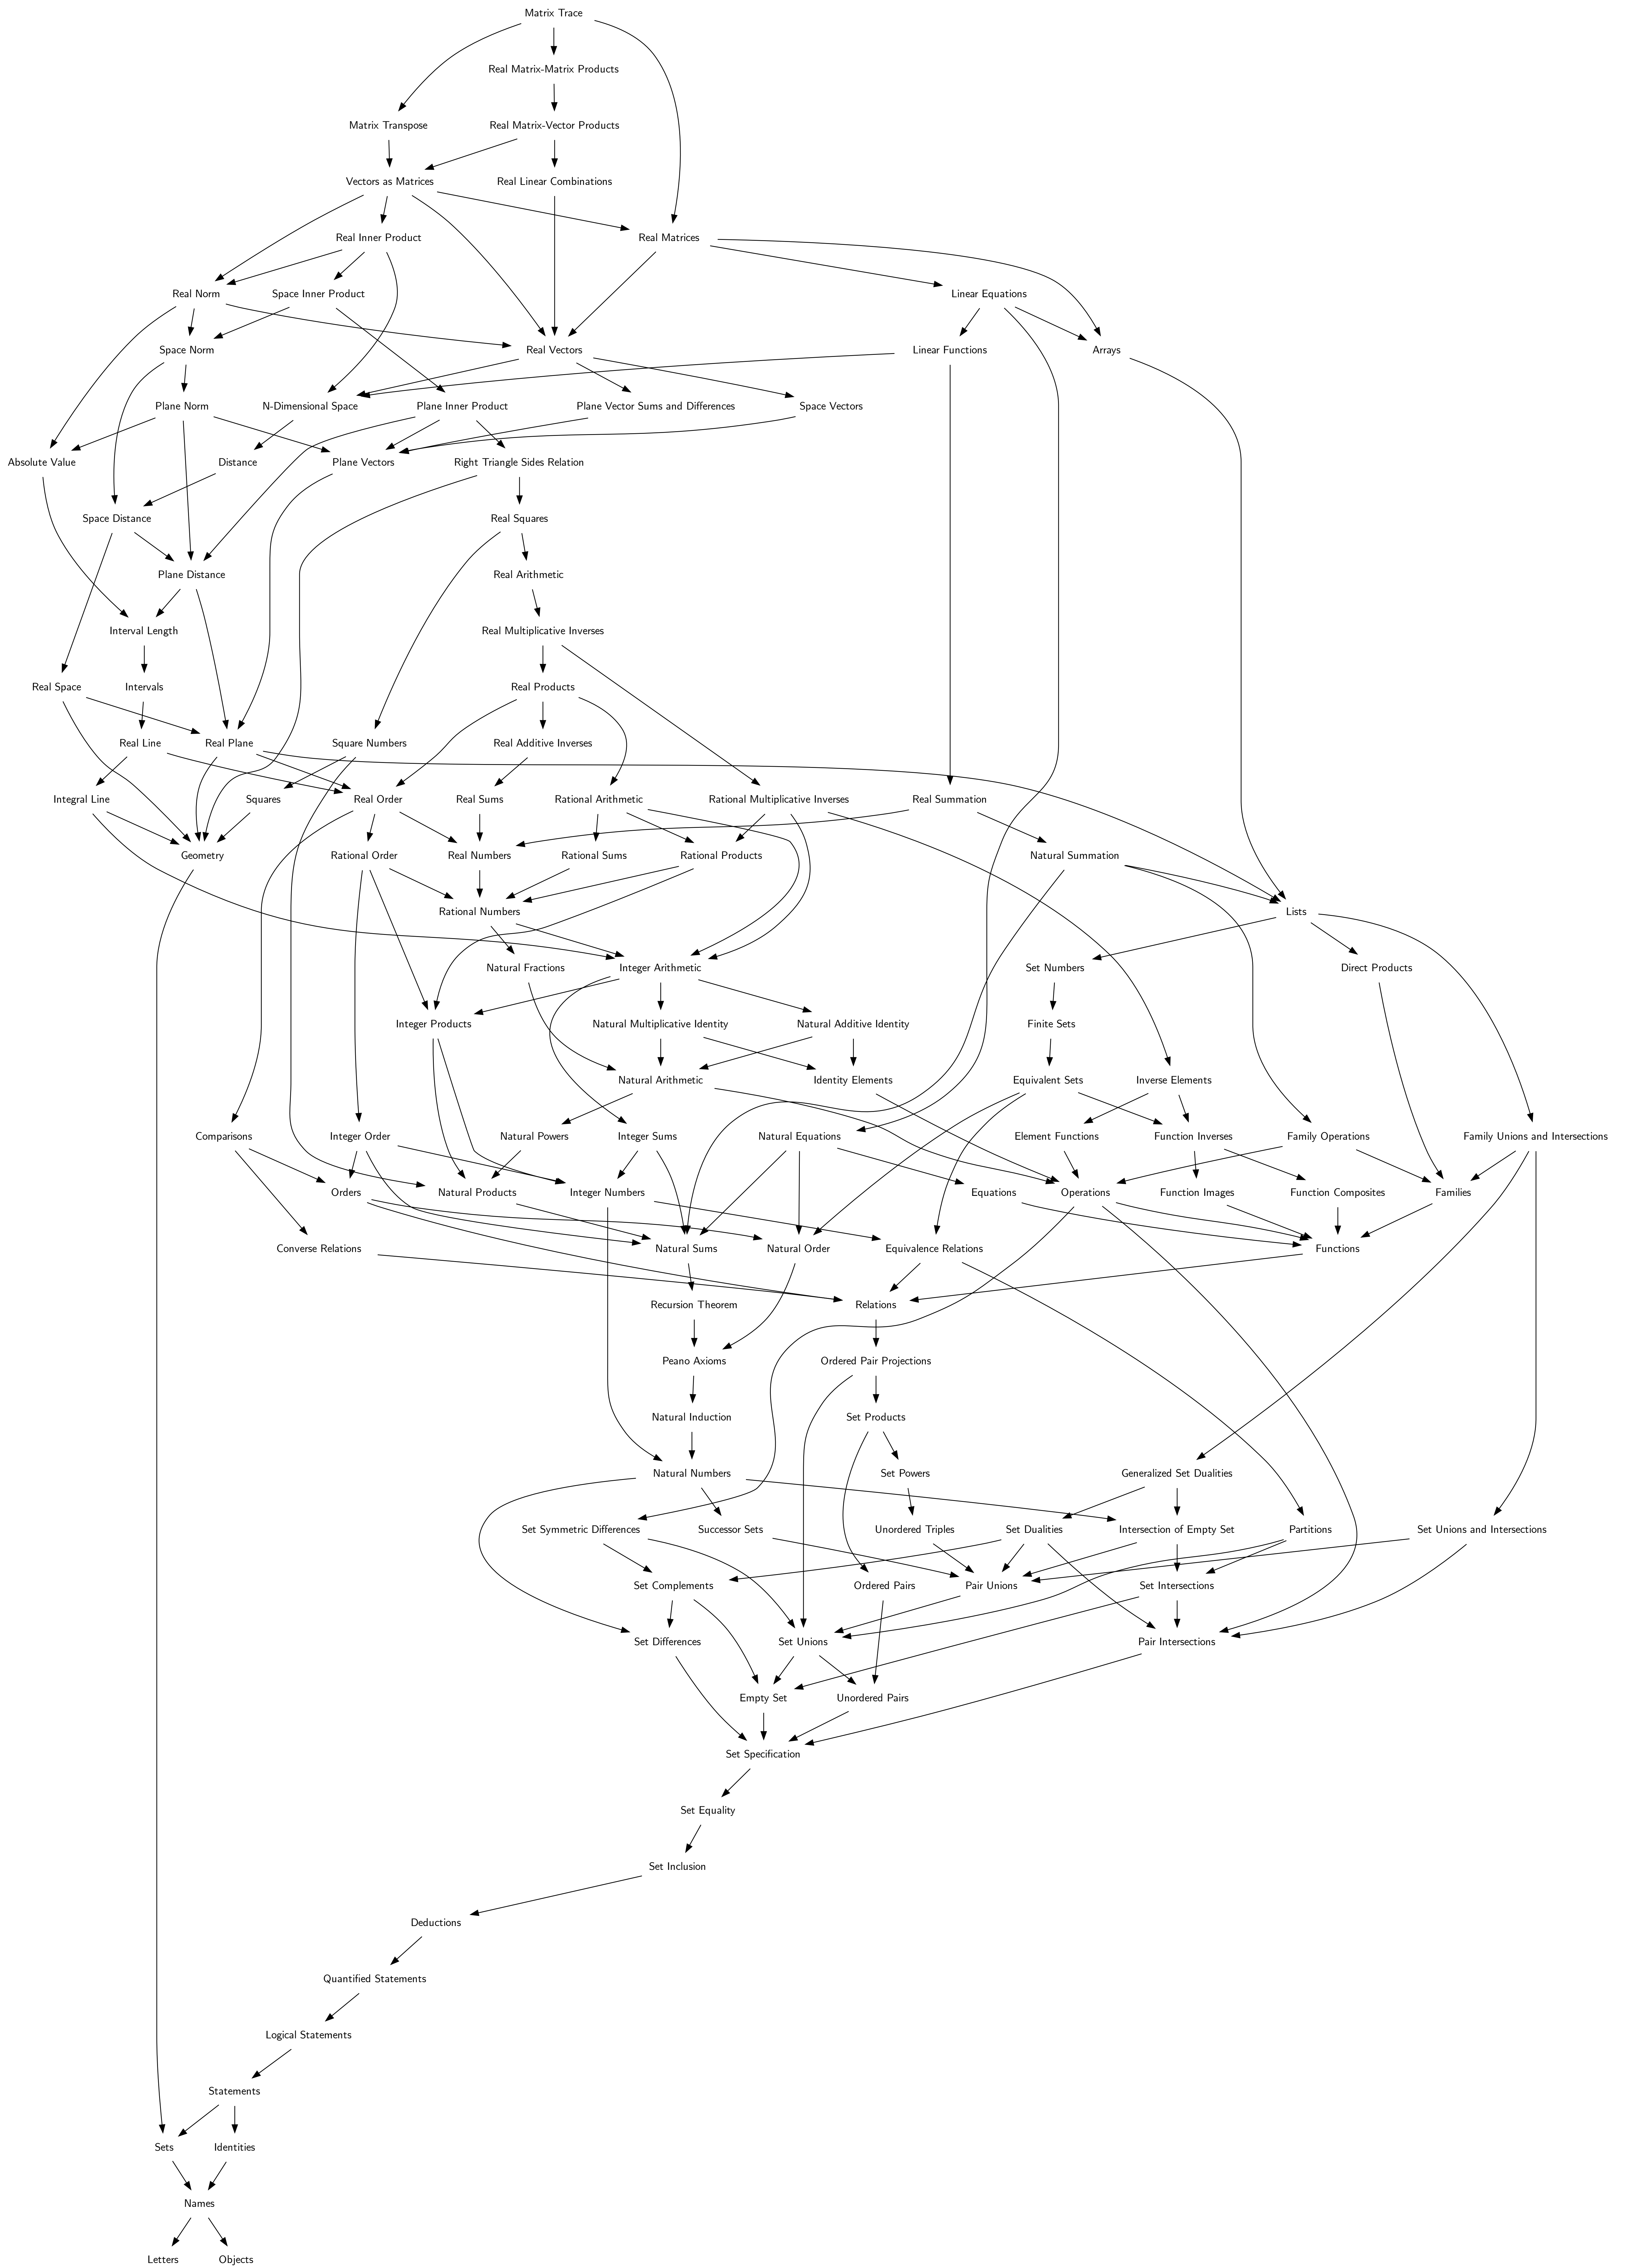 Matrix Trace
Real Matrix-Matrix Products
Matrix Transpose
Real Matrix-Vector Products
Vectors as Matrices
Real Linear Combinations
Real Inner Product
Real Matrices
Real Norm
Space Inner Product
Linear Equations
Space Norm
Real Vectors
Linear Functions
Arrays
Plane Norm
N-Dimensional Space
Plane Inner Product
Plane Vector Sums and Differences
Space Vectors
Absolute Value
Distance
Plane Vectors
Right Triangle Sides Relation
Space Distance
Real Squares
Plane Distance
Real Arithmetic
Interval Length
Real Multiplicative Inverses
Real Space
Intervals
Real Products
Real Line
Real Plane
Square Numbers
Real Additive Inverses
Integral Line
Squares
Real Order
Real Sums
Rational Arithmetic
Rational Multiplicative Inverses
Real Summation
Geometry
Rational Order
Real Numbers
Rational Sums
Rational Products
Natural Summation
Rational Numbers
Lists
Natural Fractions
Integer Arithmetic
Set Numbers
Direct Products
Integer Products
Natural Multiplicative Identity
Natural Additive Identity
Finite Sets
Natural Arithmetic
Identity Elements
Equivalent Sets
Inverse Elements
Comparisons
Integer Order
Natural Powers
Integer Sums
Natural Equations
Element Functions
Function Inverses
Family Operations
Family Unions and Intersections
Orders
Natural Products
Integer Numbers
Equations
Operations
Function Images
Function Composites
Families
Converse Relations
Natural Sums
Natural Order
Equivalence Relations
Functions
Recursion Theorem
Relations
Peano Axioms
Ordered Pair Projections
Natural Induction
Set Products
Natural Numbers
Set Powers
Generalized Set Dualities
Set Symmetric Differences
Successor Sets
Unordered Triples
Set Dualities
Intersection of Empty Set
Partitions
Set Unions and Intersections
Set Complements
Ordered Pairs
Pair Unions
Set Intersections
Set Differences
Set Unions
Pair Intersections
Empty Set
Unordered Pairs
Set Specification
Set Equality
Set Inclusion
Deductions
Quantified Statements
Logical Statements
Statements
Sets
Identities
Names
Letters
Objects